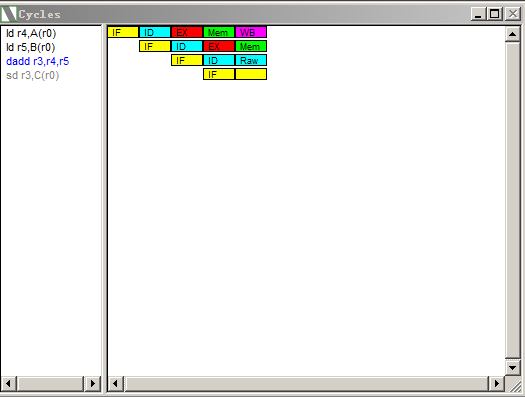 Cycles
ld r4,A(r0) IF ID EX Mem WB
ld r5,B(r0) IF ID EX Mem
dadd r3,r4,r5 IF ID Raw
sd r3,C(r0) IF